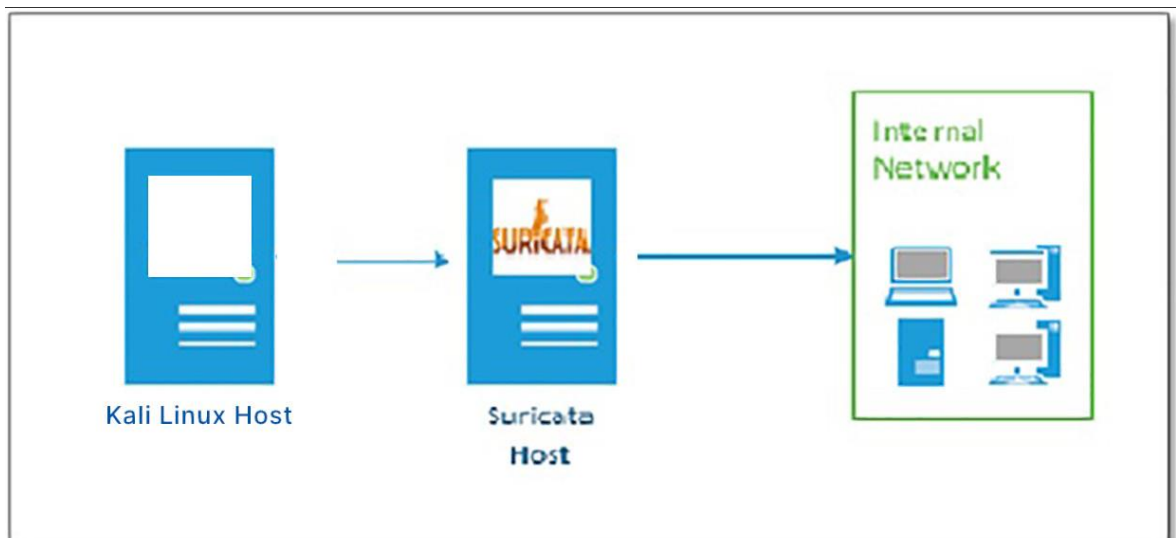 Internal
Network
SURICATA
Kali Linux Host
Suricata
Host